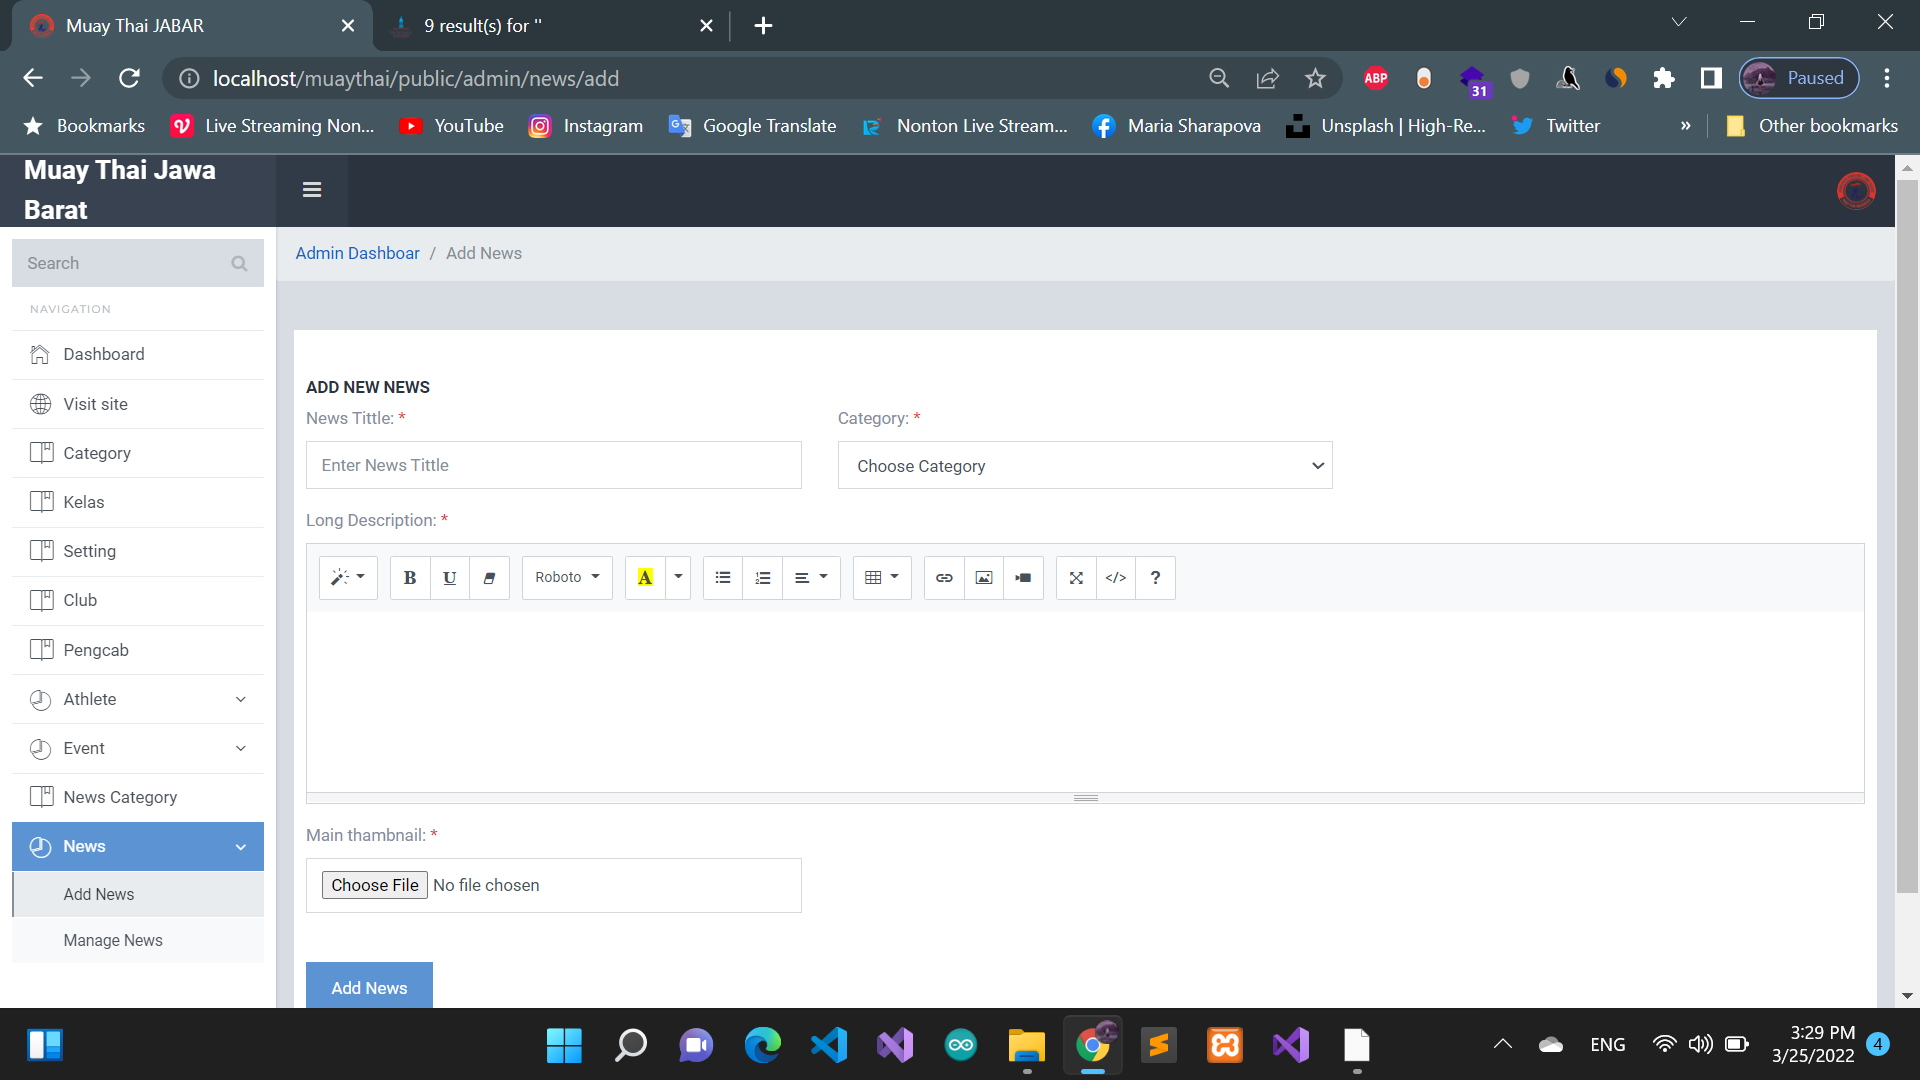 Muay Thai JABAR
9 result(s) for "
localhost/muaythai/public/admin/news/add
ABP
31
Paused
Bookmarks
Live Streaming Non...
YouTube
Instagram
Google Translate
Nonton Live Stream...
Maria Sharapova
Unsplash | High-Re...
Twitter
»
Other bookmarks
Muay Thai Jawa
Barat
Search
NAVIGATION
Dashboard
Visit site
Category
Kelas
Setting
Club
Pengcab
Athlete
Event
News Category
News
Add News
Manage News
Admin Dashboar / Add News
ADD NEW NEWS
News Tittle: *
Enter News Tittle
Category: *
Choose Category
Long Description: *
B U Roboto A </> ?
Main thambnail: *
Choose File No file chosen
Add News
ENG
3:29 PM
3/25/2022
4